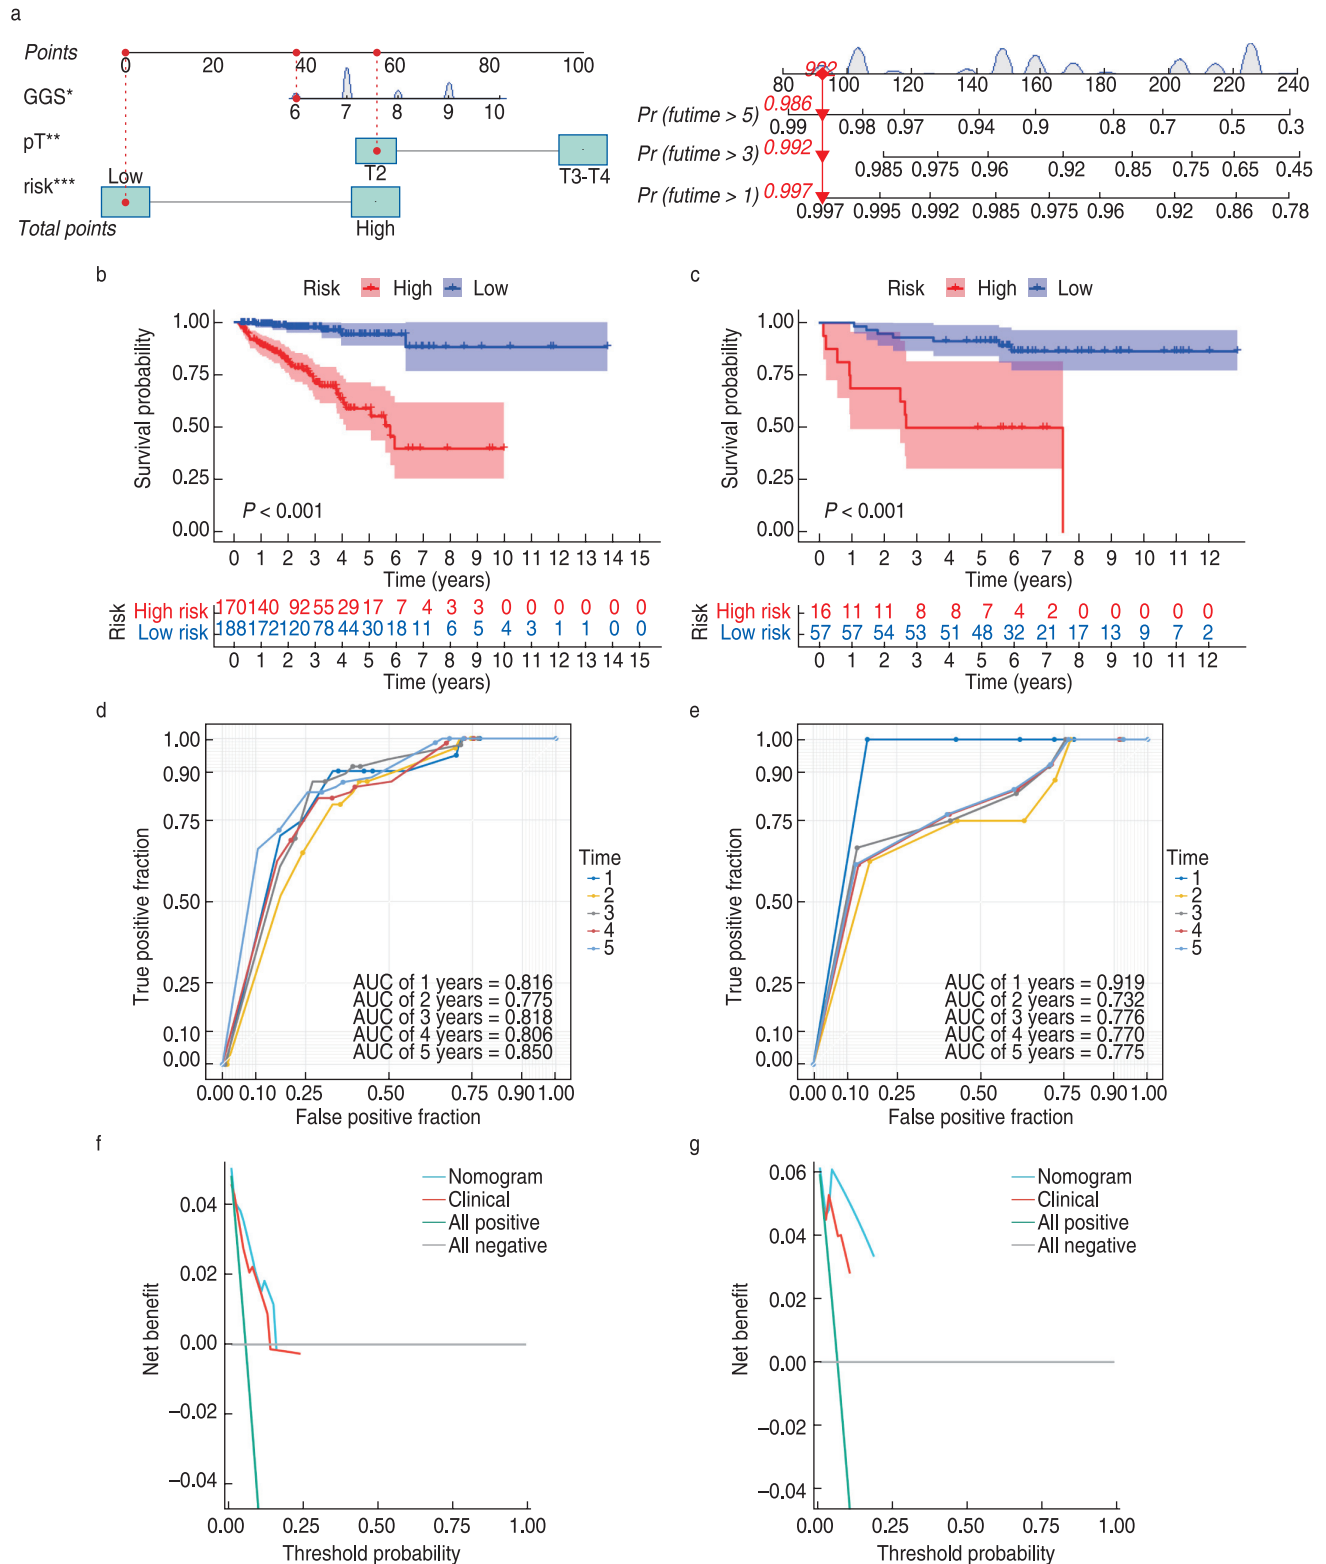 a
Points
0 20 40 60 80 100
GGS*
6 7 8 9 10
pT**
T2 T3-T4
risk***
Low
High
Total points
80 100 120 140 160 180 200 220 240
0.986
Pr (futime > 5)
0.99 0.98 0.97 0.94 0.9 0.8 0.7 0.5 0.3
Pr (futime > 3) 0.992
0.985 0.975 0.96 0.92 0.85 0.75 0.65 0.45
Pr (futime > 1) 0.997
0.997 0.995 0.992 0.985 0.975 0.96 0.92 0.86 0.78
b
Risk High Low
Survival probability
1.00
0.75
0.50
0.25
0.00
P < 0.001
0 1 2 3 4 5 6 7 8 9 10 11 12 13 14 15
Time (years)
Risk
High risk 170 140 92 55 29 17 7 4 3 3 0 0 0 0 0 0
Low risk 188 172 120 78 44 30 18 11 6 5 4 3 1 1 0 0
0 1 2 3 4 5 6 7 8 9 10 11 12 13 14 15
Time (years)
c
Risk High Low
Survival probability
1.00
0.75
0.50
0.25
0.00
P < 0.001
0 1 2 3 4 5 6 7 8 9 10 11 12
Time (years)
Risk
High risk 16 11 11 8 8 7 4 2 0 0 0 0 0
Low risk 57 57 54 53 51 48 32 21 17 13 9 7 2
0 1 2 3 4 5 6 7 8 9 10 11 12
Time (years)
d
True positive fraction
1.00
0.90
0.75
0.50
0.25
0.10
0.00
AUC of 1 years = 0.816
AUC of 2 years = 0.775
AUC of 3 years = 0.818
AUC of 4 years = 0.806
AUC of 5 years = 0.850
0.00 0.10 0.25 0.50 0.75 0.90 1.00
False positive fraction
Time
1
2
3
4
5
e
True positive fraction
1.00
0.90
0.75
0.50
0.25
0.10
0.00
AUC of 1 years = 0.919
AUC of 2 years = 0.732
AUC of 3 years = 0.776
AUC of 4 years = 0.770
AUC of 5 years = 0.775
0.00 0.10 0.25 0.50 0.75 0.90 1.00
False positive fraction
Time
1
2
3
4
5
f
Net benefit
0.04
0.02
0.00
−0.02
−0.04
Nomogram
Clinical
All positive
All negative
0.00 0.25 0.50 0.75 1.00
Threshold probability
g
Net benefit
0.06
0.04
0.02
0.00
−0.02
−0.04
Nomogram
Clinical
All positive
All negative
0.00 0.25 0.50 0.75 1.00
Threshold probability